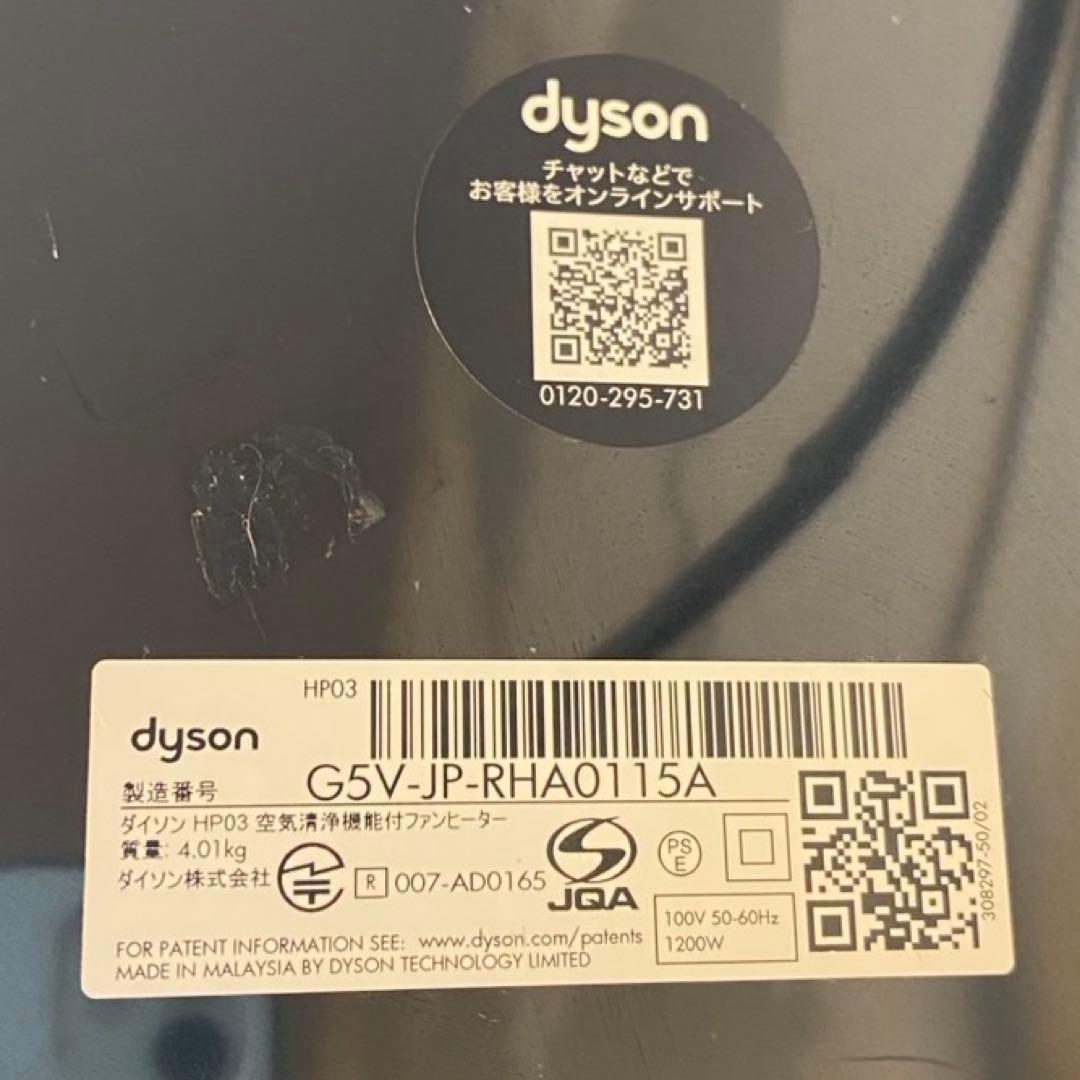 dyson
チャットなどで
お客様をオンラインサポート
0120-295-731
HP03
dyson
製造番号 G5V-JP-RHA0115A
ダイソン HP03 空気清浄機能付ファンヒーター
質量: 4.01kg
ダイソン株式会社
R 007-AD0165
JQA
PS
E
100V 50-60Hz
1200W
308297-50/02
FOR PATENT INFORMATION SEE: www.dyson.com/patents
MADE IN MALAYSIA BY DYSON TECHNOLOGY LIMITED